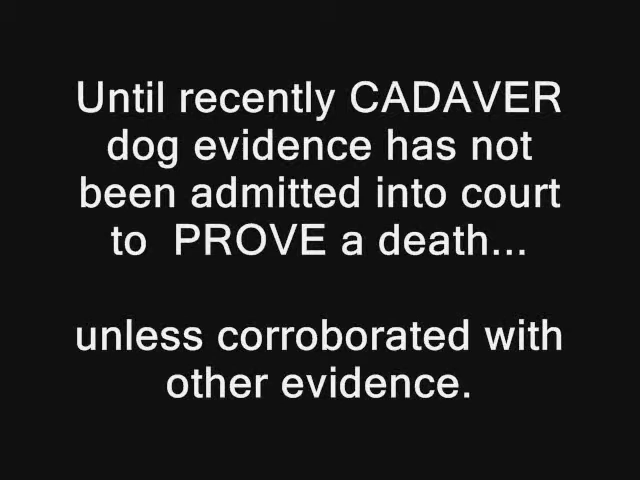 Until recently CADAVER
dog evidence has not
been admitted into court
to  PROVE a death...
unless corroborated with
other evidence.